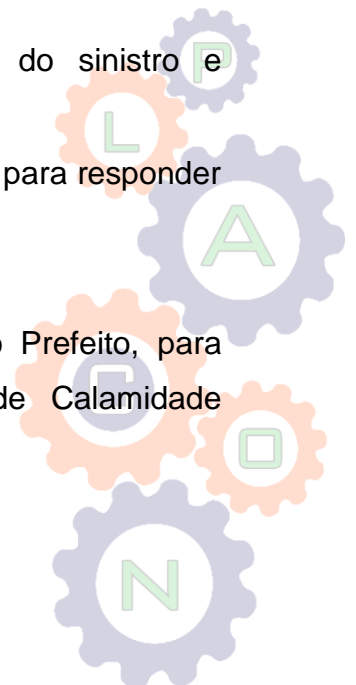 do sinistro e
para responder
o Prefeito, para
de Calamidade
P
L
A
C
O
N